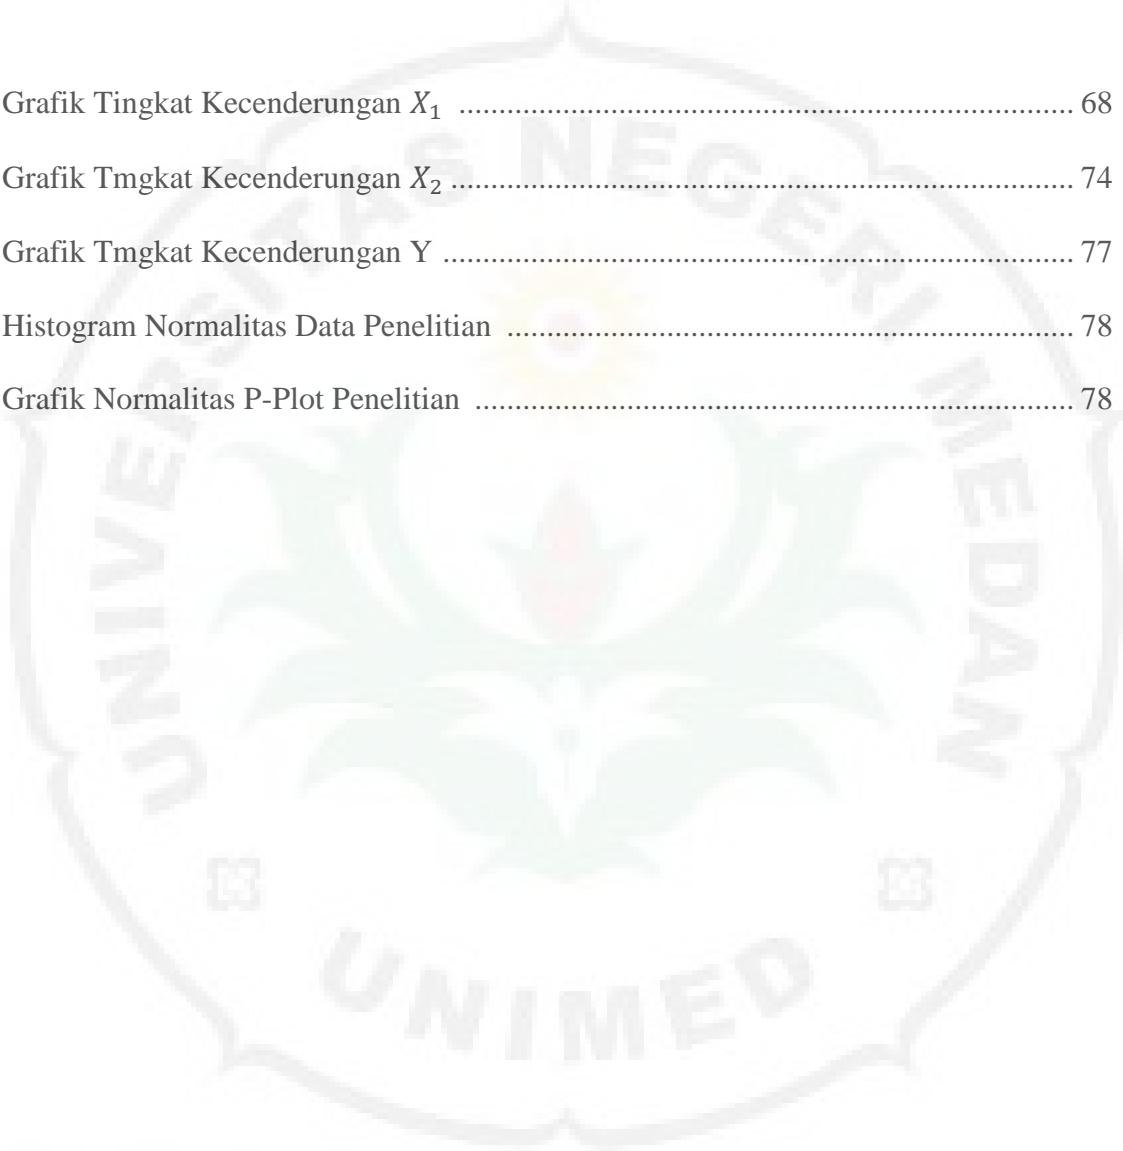 Grafik Tingkat Kecenderungan 𝑋₁ ........................................................................... 68
Grafik Tmgkat Kecenderungan 𝑋₂ ............................................................................ 74
Grafik Tmgkat Kecenderungan Y ............................................................................. 77
Histogram Normalitas Data Penelitian ..................................................................... 78
Grafik Normalitas P-Plot Penelitian ......................................................................... 78
UNIVERSITAS NEGERI MEDAN
UNIMED